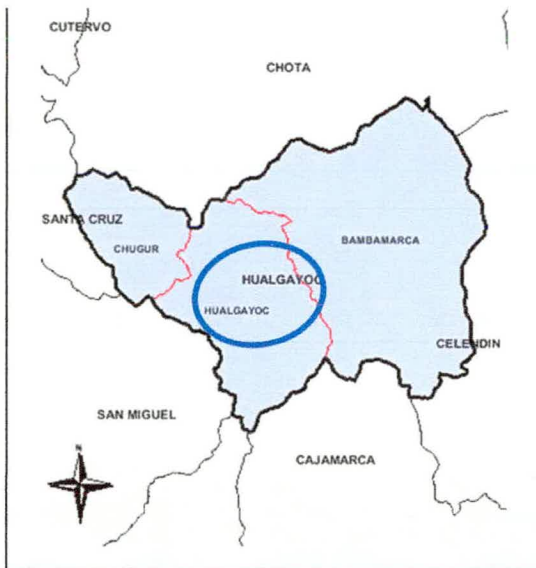 CUTERVO
CHOTA
SANTA CRUZ
CHUGUR
BAMBAMARCA
HUALGAYOC
HUALGAYOC
CELENDIN
SAN MIGUEL
N
CAJAMARCA